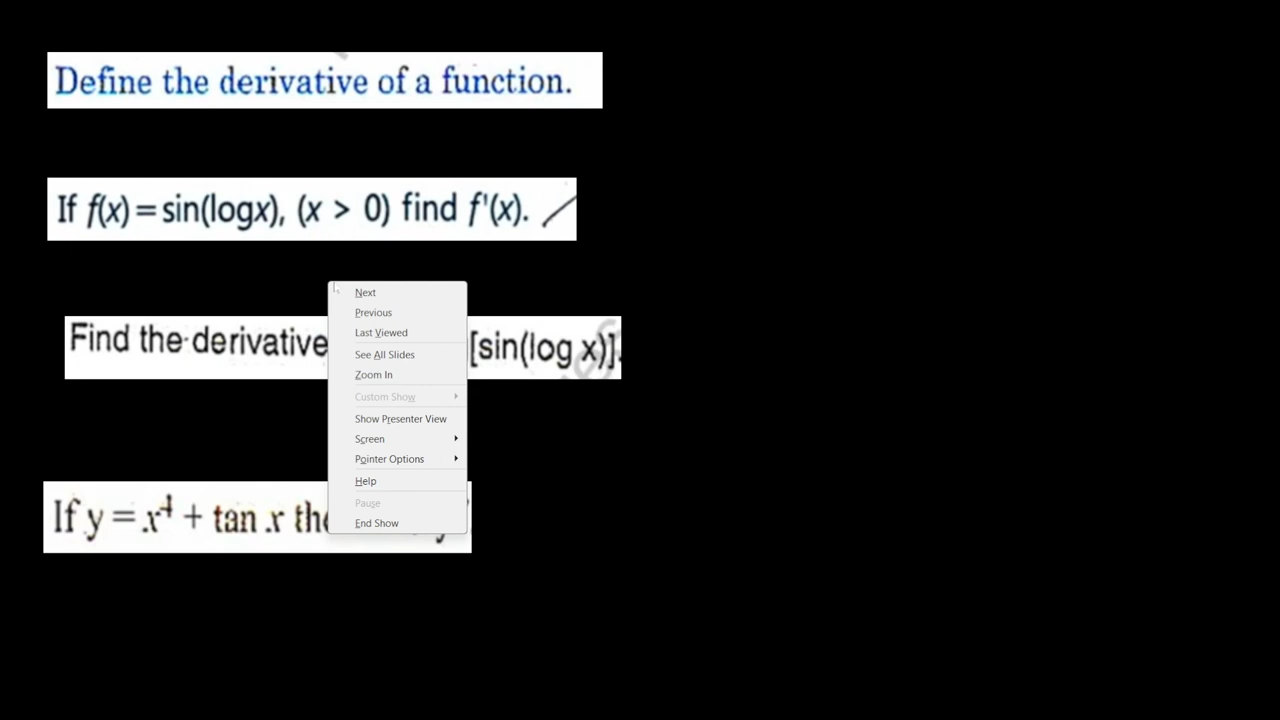 Define the derivative of a function.
If f(x) = sin(logx), (x > 0) find f'(x).
Next
Previous
Find the derivative [sin(log x)].
Last Viewed
See All Slides
Zoom In
Custom Show
Show Presenter View
Screen
Pointer Options
Help
If y = x⁴ + tan x
Pause
End Show